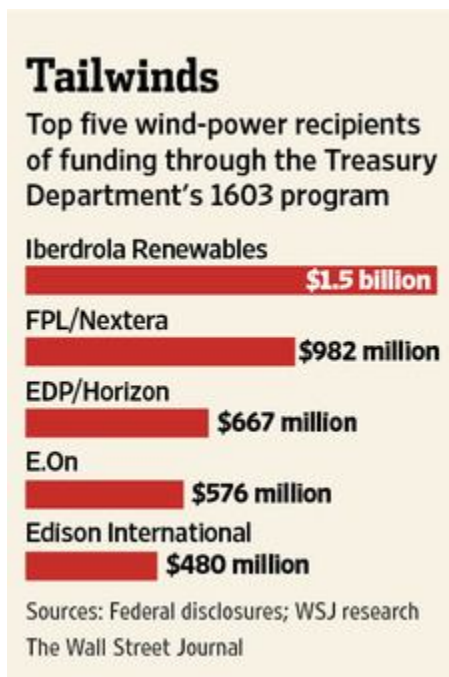 Tailwinds
Top five wind-power recipients
of funding through the Treasury
Department's 1603 program
Iberdrola Renewables
$1.5 billion
FPL/Nextera
$982 million
EDP/Horizon
$667 million
E.On
$576 million
Edison International
$480 million
Sources: Federal disclosures; WSJ research
The Wall Street Journal